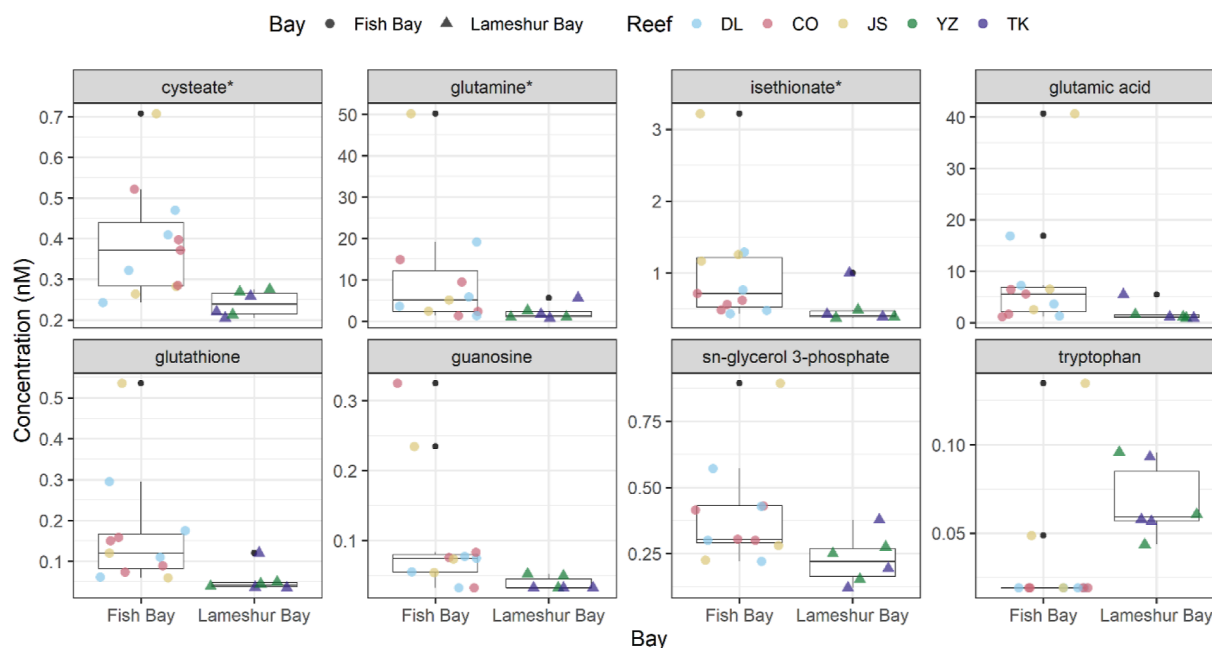 Bay Fish Bay Lameshur Bay Reef DL CO JS YZ TK
cysteate* glutamine* isethionate* glutamic acid
0.7 0.6 0.5 0.4 0.3 0.2
50 40 30 20 10 0
3 2 1
40 30 20 10 0
Concentration (nM)
glutathione guanosine sn-glycerol 3-phosphate tryptophan
0.5 0.4 0.3 0.2 0.1
0.3 0.2 0.1
0.75 0.50 0.25
0.10 0.05
Fish Bay Lameshur Bay Fish Bay Lameshur Bay Fish Bay Lameshur Bay Fish Bay Lameshur Bay
Bay